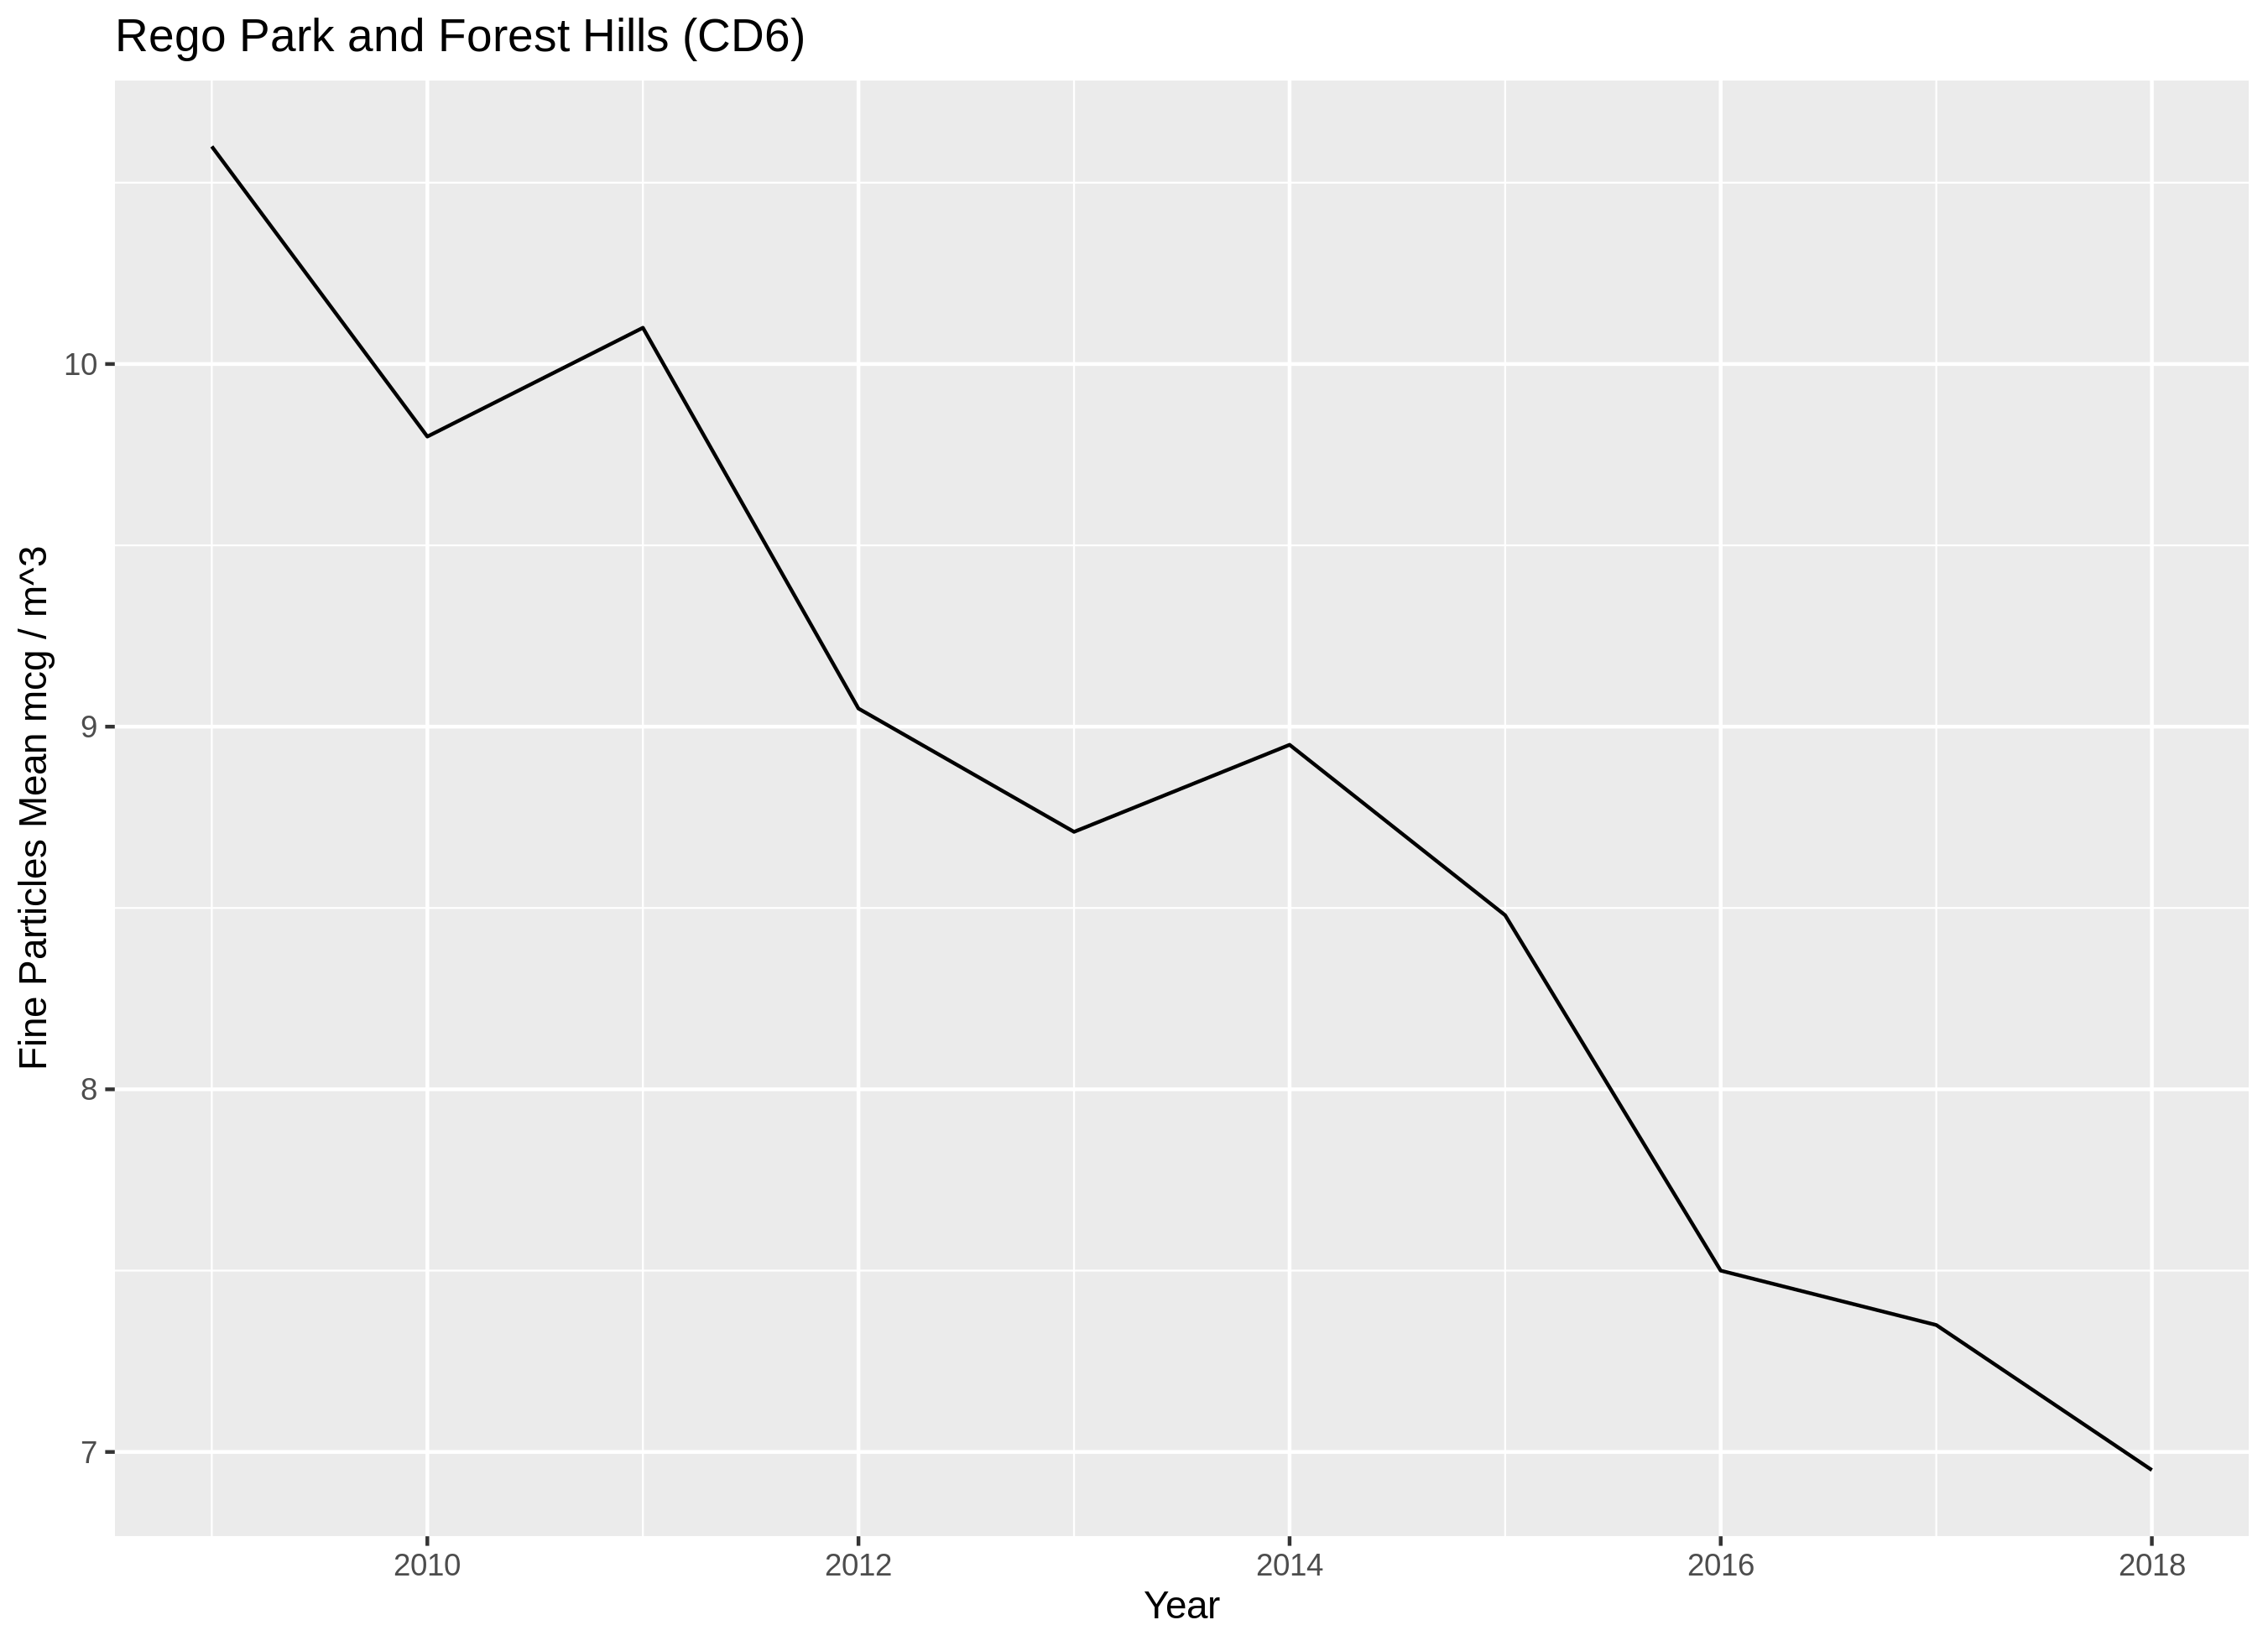 Rego Park and Forest Hills (CD6)
Fine Particles Mean mcg / m^3
10
9
8
7
2010 2012 2014 2016 2018
Year